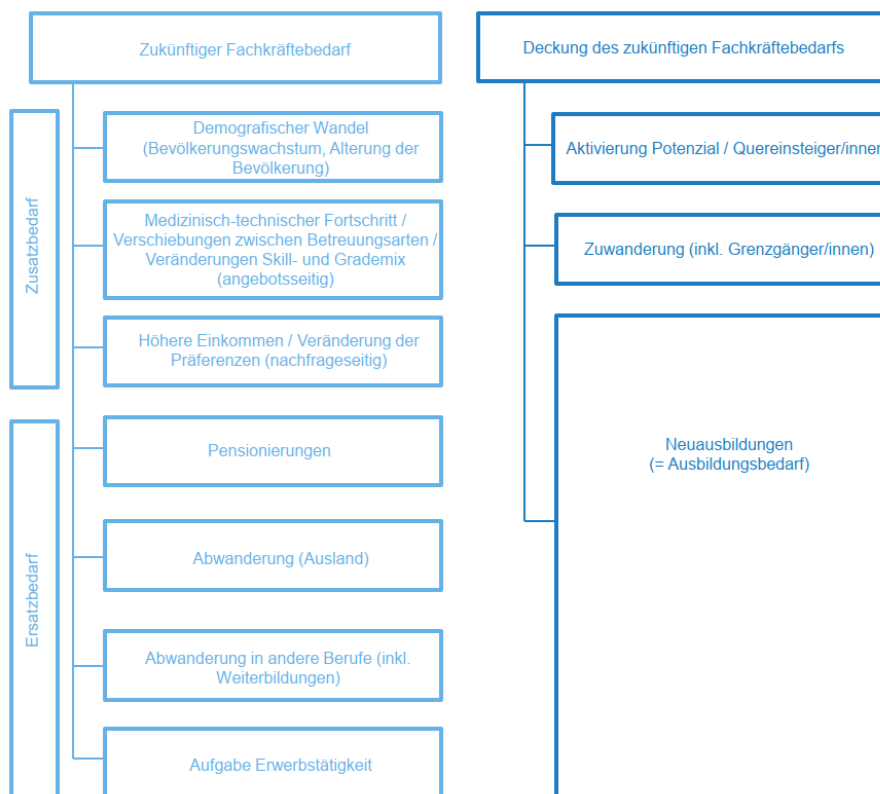 Zukünftiger Fachkräftebedarf
Zusatzbedarf
Demografischer Wandel
(Bevölkerungswachstum, Alterung der
Bevölkerung)
Medizinisch-technischer Fortschritt /
Verschiebungen zwischen Betreuungsarten /
Veränderungen Skill- und Grademix
(angebotsseitig)
Höhere Einkommen / Veränderung der
Präferenzen (nachfrageseitig)
Ersatzbedarf
Pensionierungen
Abwanderung (Ausland)
Abwanderung in andere Berufe (inkl.
Weiterbildungen)
Aufgabe Erwerbstätigkeit
Deckung des zukünftigen Fachkräftebedarfs
Aktivierung Potenzial / Quereinsteiger/innen
Zuwanderung (inkl. Grenzgänger/innen)
Neuausbildungen
(= Ausbildungsbedarf)